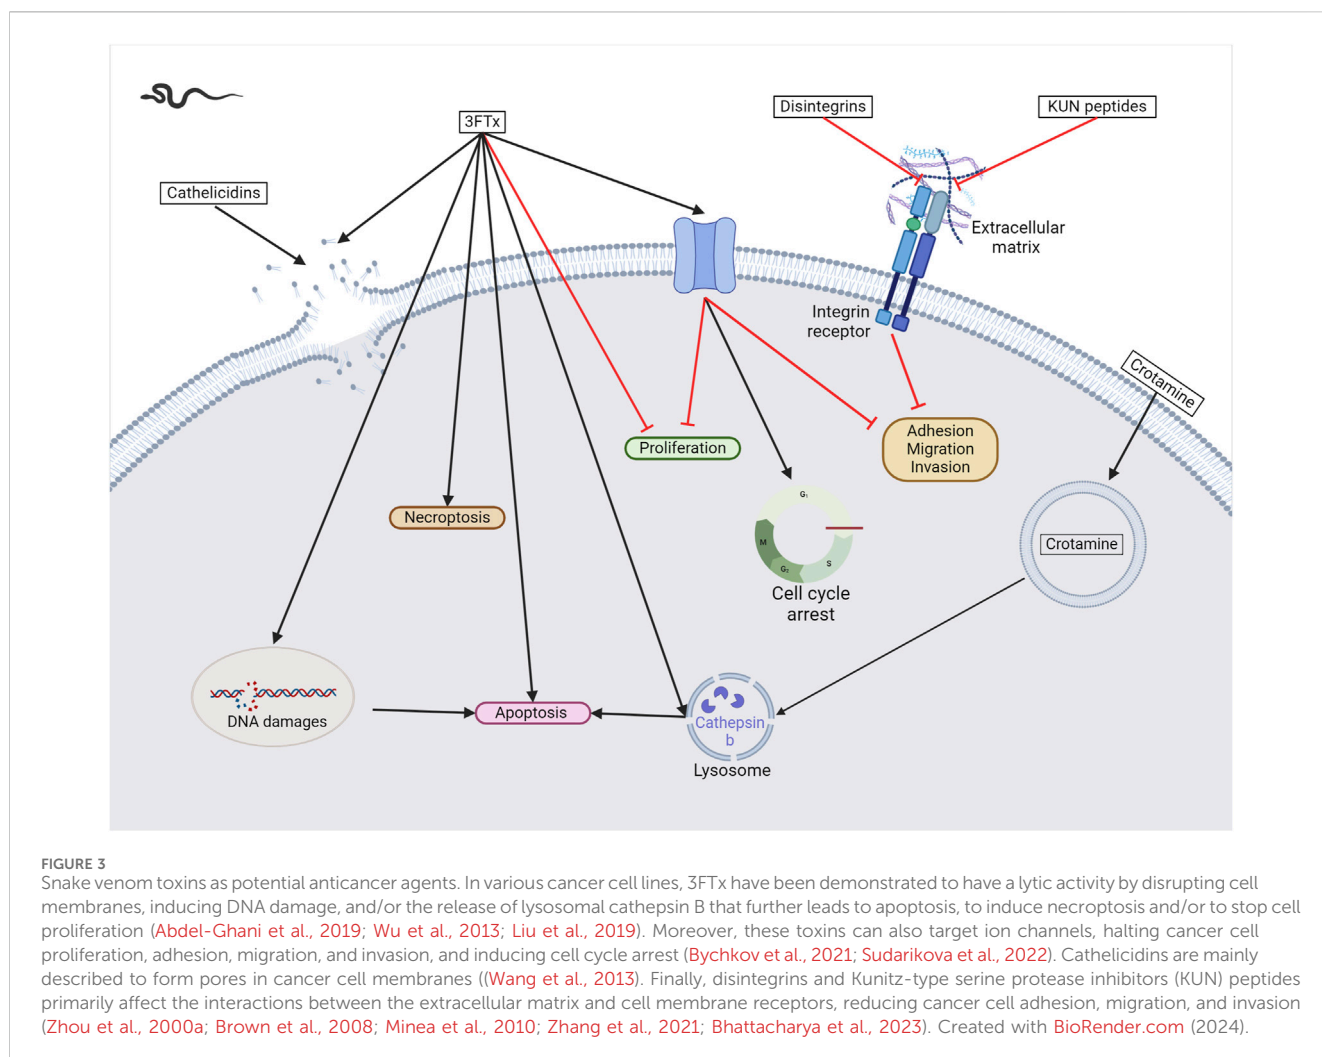 3FTx
Disintegrins
KUN peptides
Cathelicidins
Extracellular
matrix
Integrin
receptor
Crotamine
Proliferation
Adhesion
Migration
Invasion
Necroptosis
G₁
M
S
G₂
Cell cycle
arrest
Crotamine
DNA damages
Apoptosis
Cathepsin
b
Lysosome
FIGURE 3
Snake venom toxins as potential anticancer agents. In various cancer cell lines, 3FTx have been demonstrated to have a lytic activity by disrupting cell
membranes, inducing DNA damage, and/or the release of lysosomal cathepsin B that further leads to apoptosis, to induce necroptosis and/or to stop cell
proliferation (Abdel-Ghani et al., 2019; Wu et al., 2013; Liu et al., 2019). Moreover, these toxins can also target ion channels, halting cancer cell
proliferation, adhesion, migration, and invasion, and inducing cell cycle arrest (Bychkov et al., 2021; Sudarikova et al., 2022). Cathelicidins are mainly
described to form pores in cancer cell membranes ((Wang et al., 2013). Finally, disintegrins and Kunitz-type serine protease inhibitors (KUN) peptides
primarily affect the interactions between the extracellular matrix and cell membrane receptors, reducing cancer cell adhesion, migration, and invasion
(Zhou et al., 2000a; Brown et al., 2008; Minea et al., 2010; Zhang et al., 2021; Bhattacharya et al., 2023). Created with BioRender.com (2024).